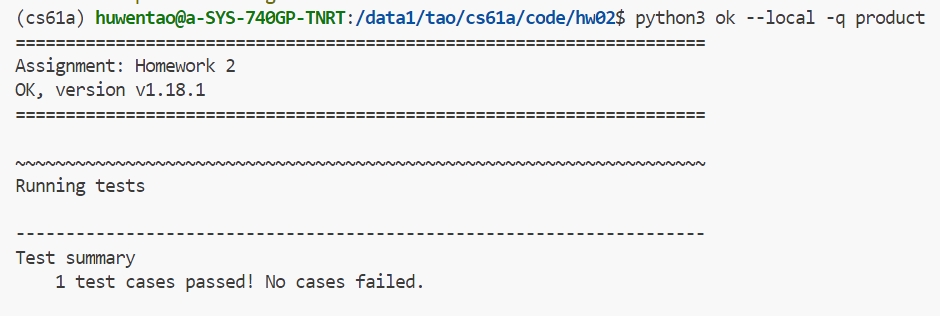 (cs61a) huwentao@a-SYS-740GP-TNRT:/data1/tao/cs61a/code/hw02$ python3 ok --local -q product
=====================================================================
Assignment: Homework 2
OK, version v1.18.1
=====================================================================
~~~~~~~~~~~~~~~~~~~~~~~~~~~~~~~~~~~~~~~~~~~~~~~~~~~~~~~~~~~~~~~~~~~~~
Running tests
---------------------------------------------------------------------
Test summary
    1 test cases passed! No cases failed.